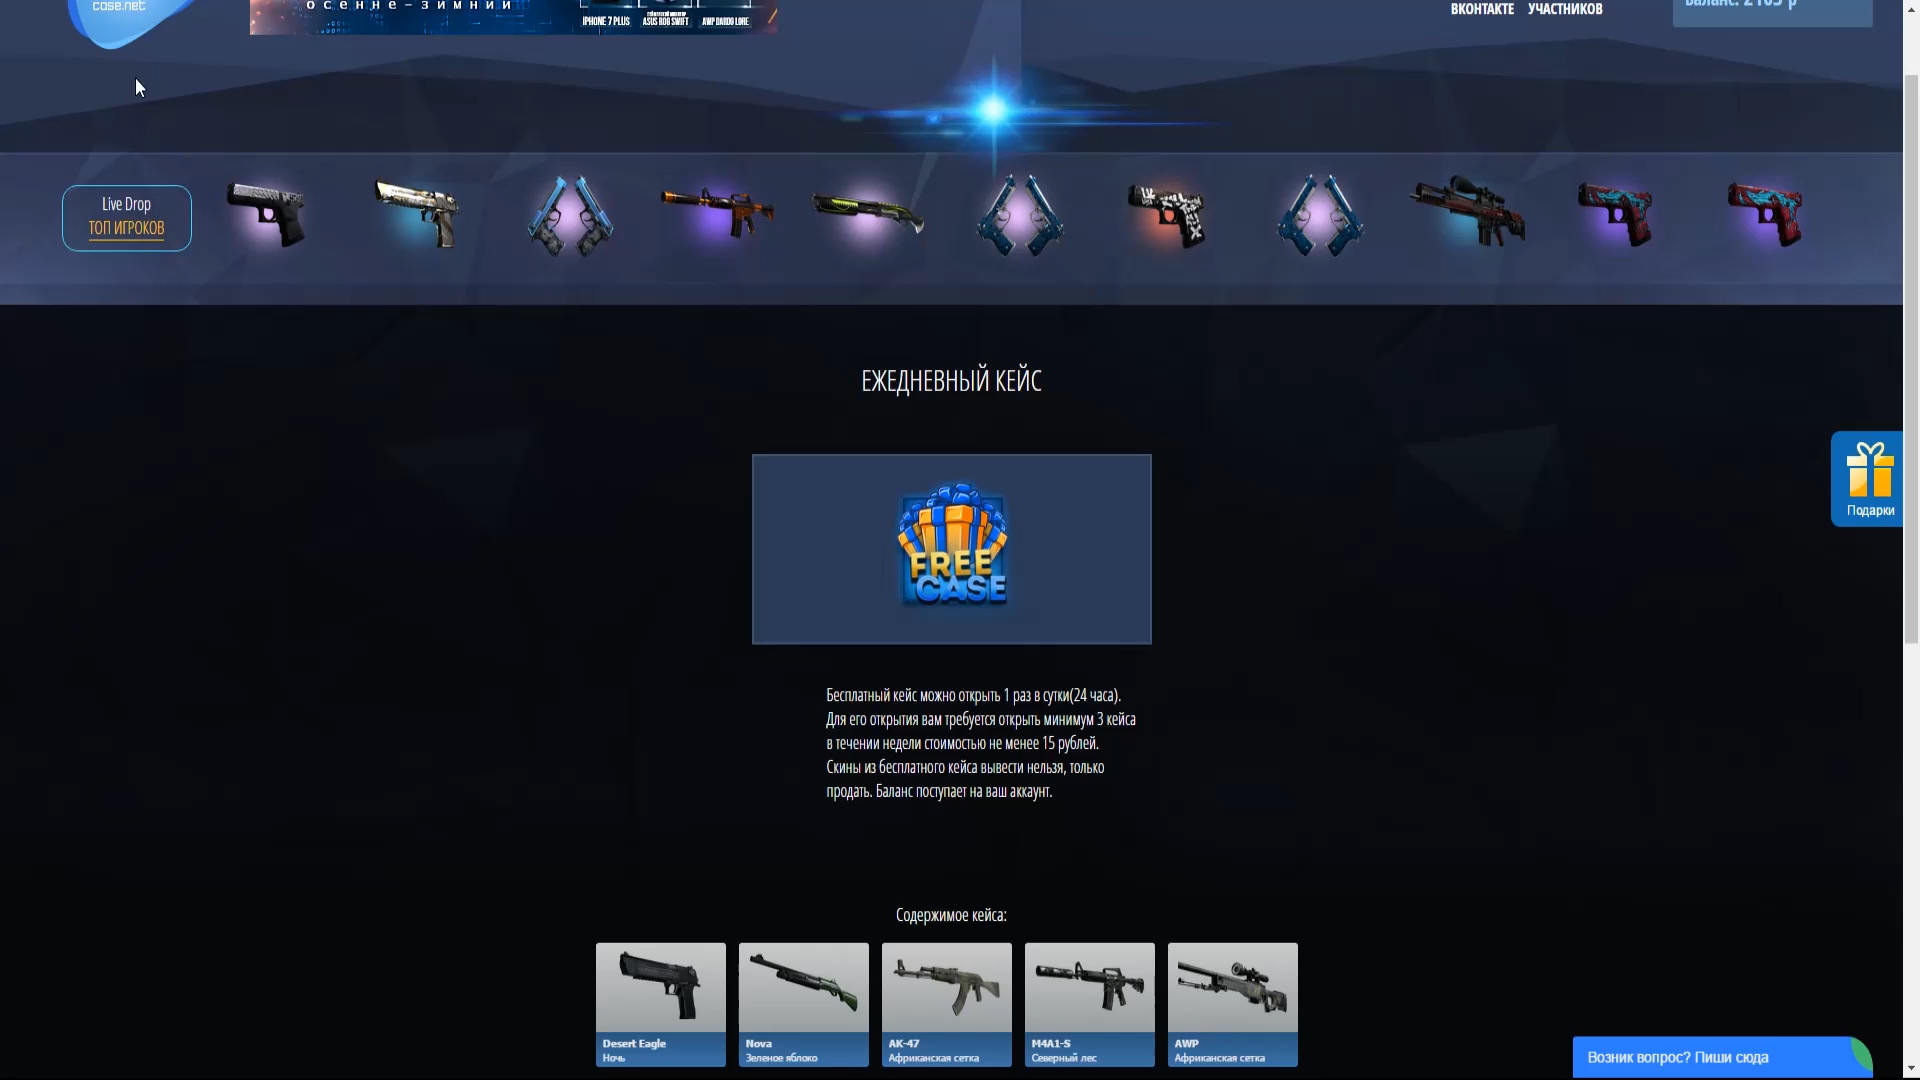 case.net
осенне-зимний
IPHONE 7 PLUS
ASUS ROG SWIFT
AWP DRAGO LORE
ВКОНТАКТЕ
УЧАСТНИКОВ
Live Drop
ТОП ИГРОКОВ
ЕЖЕДНЕВНЫЙ КЕЙС
FREE
CASE
Подарки
Бесплатный кейс можно открыть 1 раз в сутки(24 часа).
Для его открытия вам требуется открыть минимум 3 кейса
в течении недели стоимостью не менее 15 рублей.
Скины из бесплатного кейса вывести нельзя, только
продать. Баланс поступает на ваш аккаунт.
Содержимое кейса:
Desert Eagle
Ночь
Nova
Зеленое яблоко
AK-47
Африканская сетка
M4A1-S
Северный лес
AWP
Африканская сетка
Возник вопрос? Пиши сюда